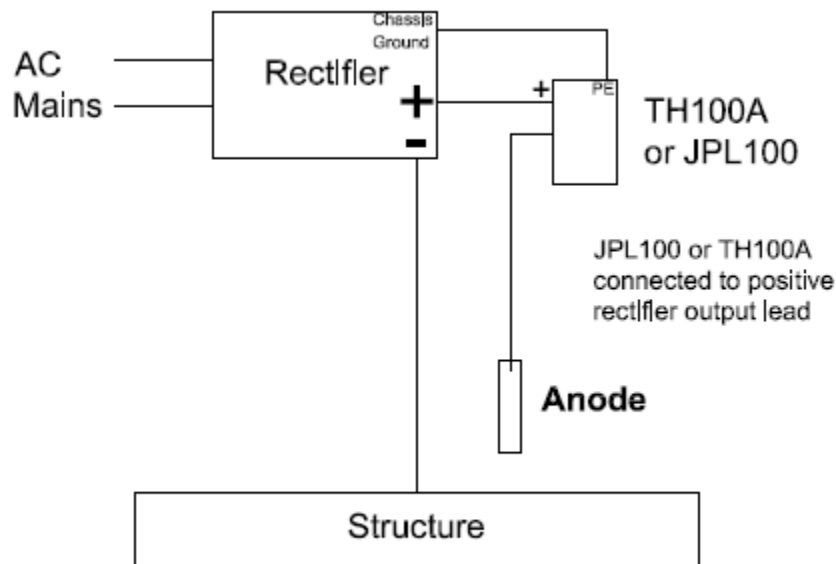 Chassis
Ground
AC
Mains
Rectifier
+
-
+
PE
TH100A
or JPL100
JPL100 or TH100A
connected to positive
rectifier output lead
Anode
Structure